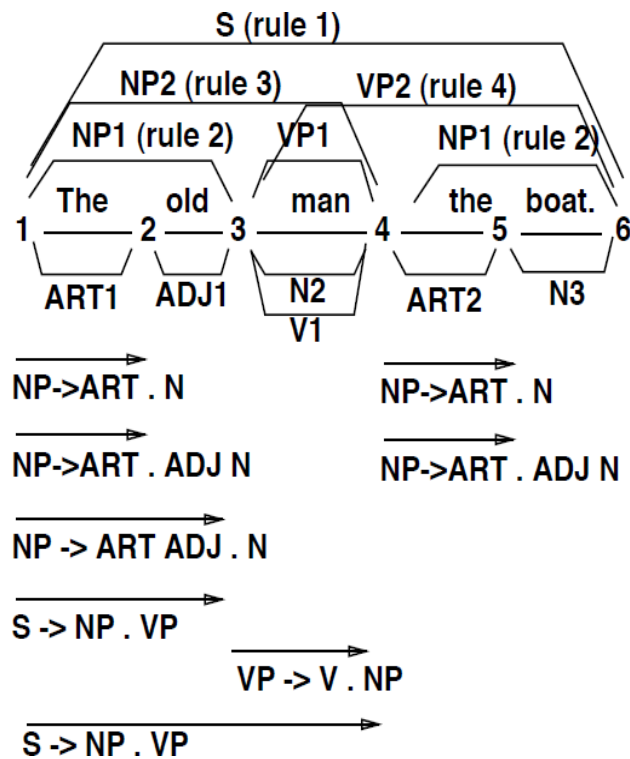 S (rule 1)
NP2 (rule 3) VP2 (rule 4)
NP1 (rule 2) VP1 NP1 (rule 2)
The old man the boat.
1 2 3 4 5 6
ART1 ADJ1 N2 ART2 N3
V1
NP->ART . N NP->ART . N
NP->ART . ADJ N NP->ART . ADJ N
NP -> ART ADJ . N
S -> NP . VP
VP -> V . NP
S -> NP . VP